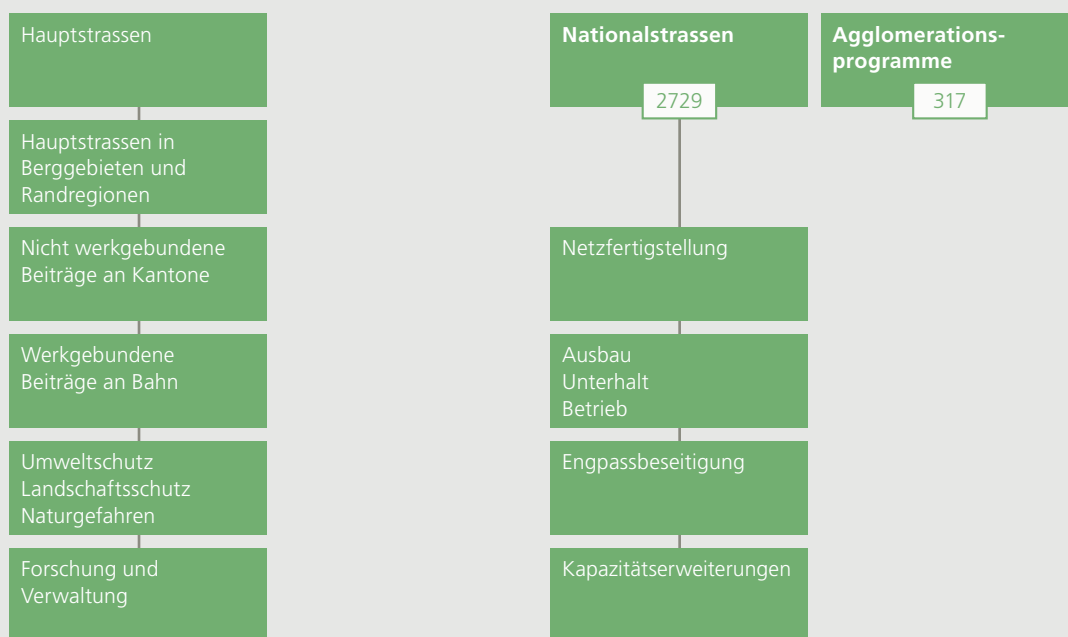 Hauptstrassen
Hauptstrassen in
Berggebieten und
Randregionen
Nicht werkgebundene
Beiträge an Kantone
Werkgebundene
Beiträge an Bahn
Umweltschutz
Landschaftsschutz
Naturgefahren
Forschung und
Verwaltung
Nationalstrassen
2729
Netzfertigstellung
Ausbau
Unterhalt
Betrieb
Engpassbeseitigung
Kapazitätserweiterungen
Agglomerations-
programme
317